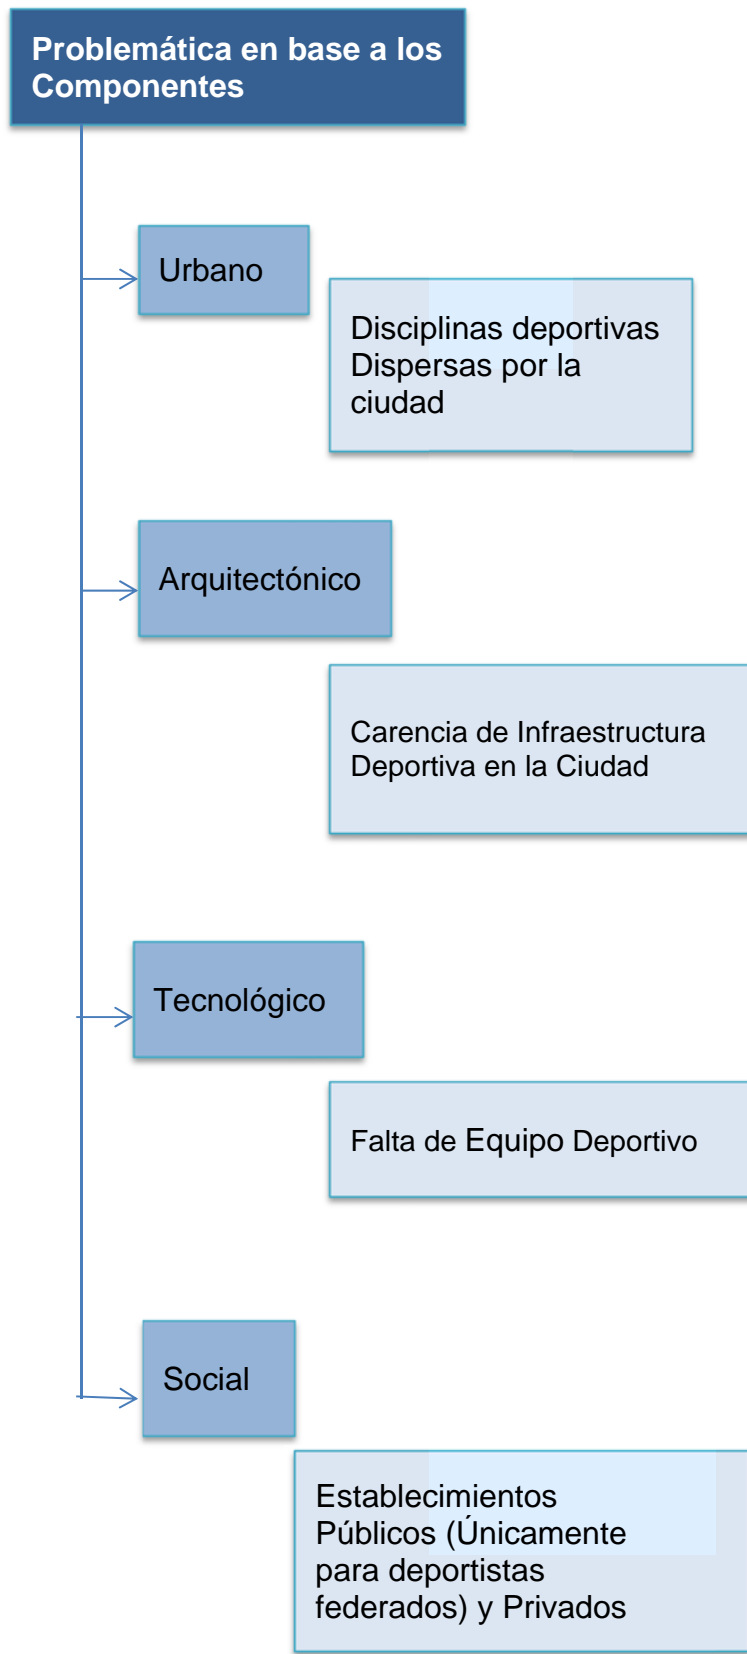 Problemática en base a los
Componentes
Urbano
Disciplinas deportivas
Dispersas por la
ciudad
Arquitectónico
Carencia de Infraestructura
Deportiva en la Ciudad
Tecnológico
Falta de Equipo Deportivo
Social
Establecimientos
Públicos (Únicamente
para deportistas
federados) y Privados